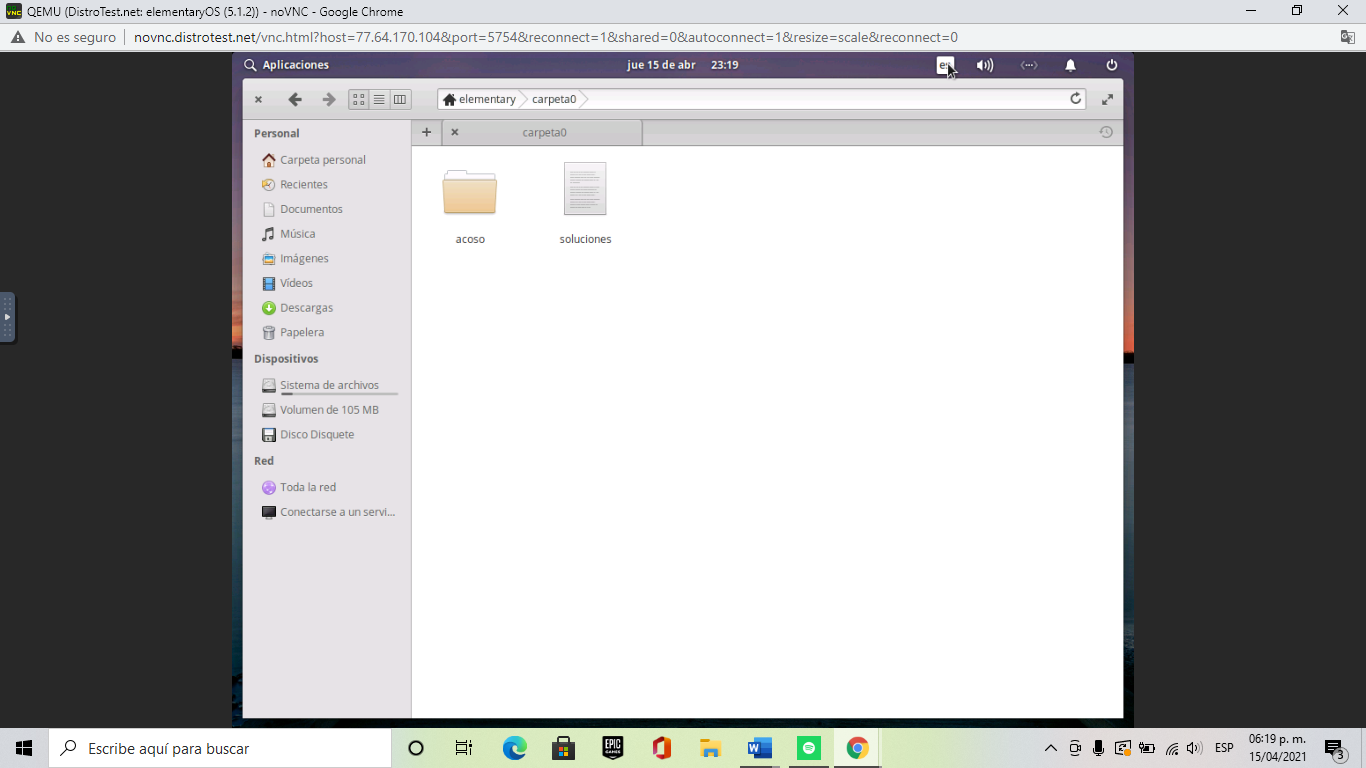 QEMU (DistroTest.net: elementaryOS (5.1.2)) - noVNC - Google Chrome
No es seguro
novnc.distrotest.net/vnc.html?host=77.64.170.104&port=5754&reconnect=1&shared=0&autoconnect=1&resize=scale&reconnect=0
Aplicaciones
jue 15 de abr 23:19
elementary
carpeta0
carpeta0
Personal
Carpeta personal
Recientes
Documentos
Música
Imágenes
Vídeos
Descargas
Papelera
Dispositivos
Sistema de archivos
Volumen de 105 MB
Disco Disquete
Red
Toda la red
Conectarse a un servi...
acoso
soluciones
Escribe aquí para buscar
EPIC GAMES
ESP
06:19 p. m.
15/04/2021
3